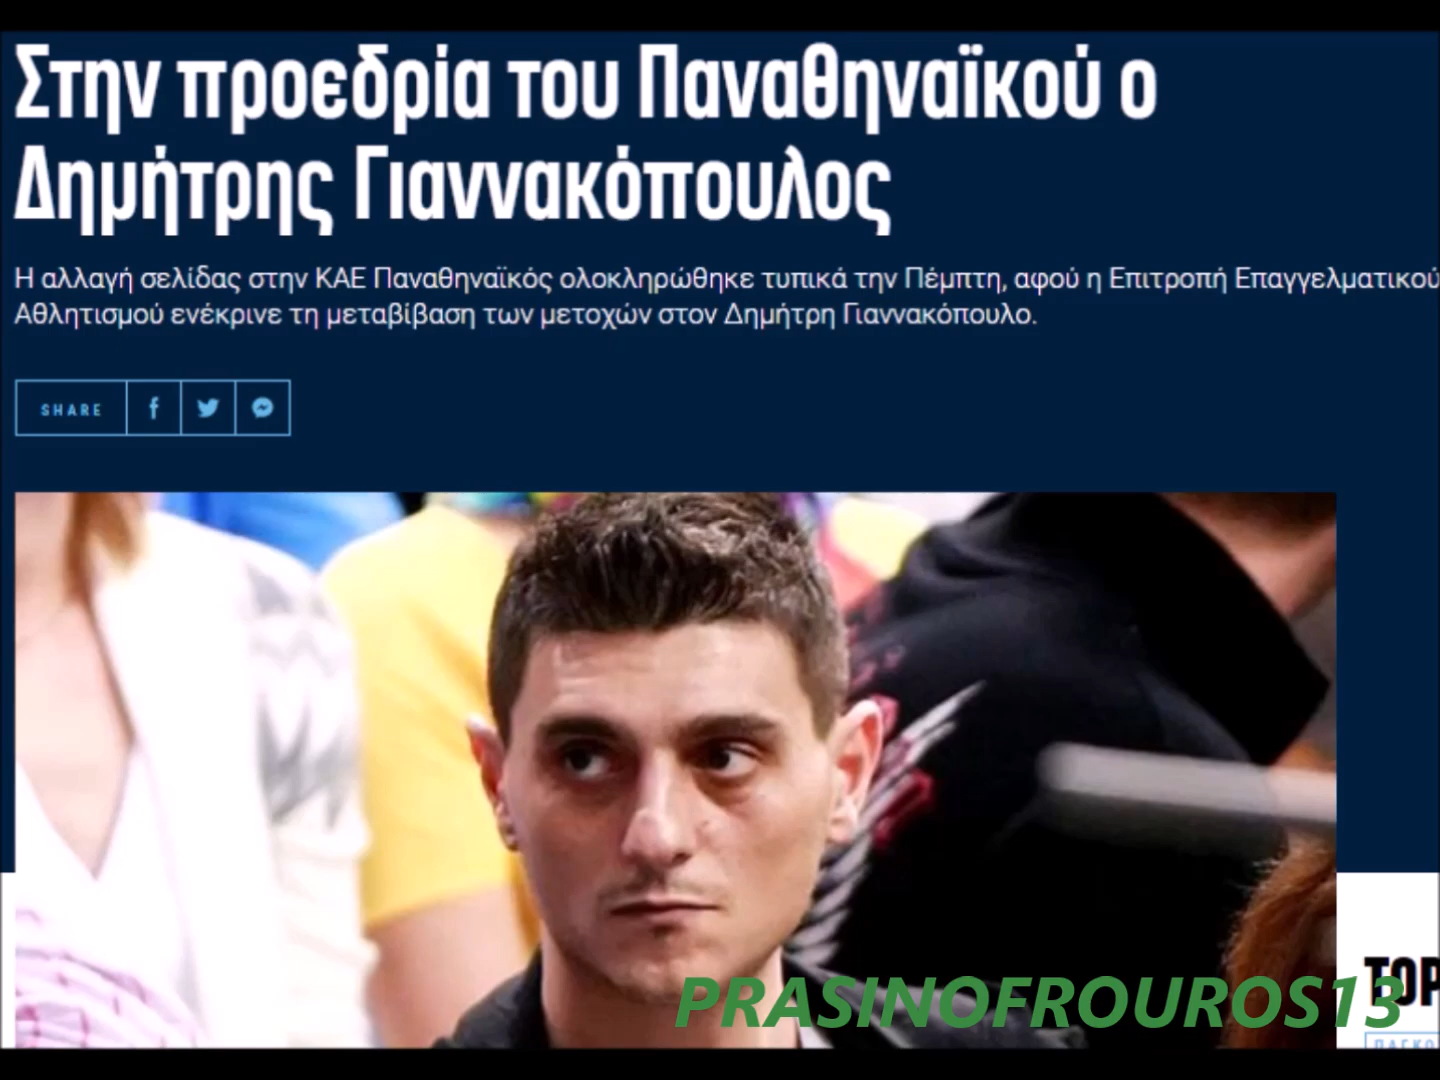 Στην προεδρία του Παναθηναϊκού ο
Δημήτρης Γιαννακόπουλος
Η αλλαγή σελίδας στην ΚΑΕ Παναθηναϊκός ολοκληρώθηκε τυπικά την Πέμπτη, αφού η Επιτροπή Επαγγελματικού
Αθλητισμού ενέκρινε τη μεταβίβαση των μετοχών στον Δημήτρη Γιαννακόπουλο.
SHARE
TOP
PRASINOFROUROS13